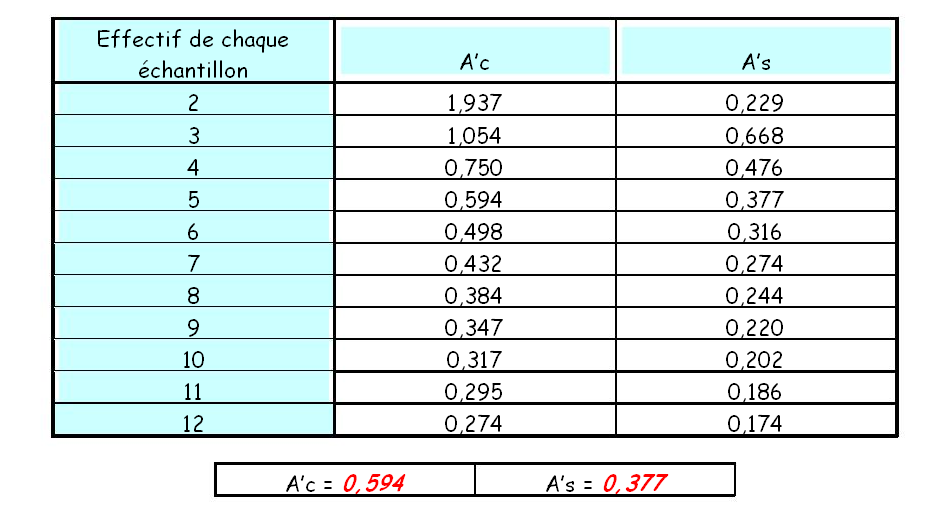 Effectif de chaque
échantillon
A'c
A's
2 1,937 0,229
3 1,054 0,668
4 0,750 0,476
5 0,594 0,377
6 0,498 0,316
7 0,432 0,274
8 0,384 0,244
9 0,347 0,220
10 0,317 0,202
11 0,295 0,186
12 0,274 0,174
A'c = 0,594 A's = 0,377